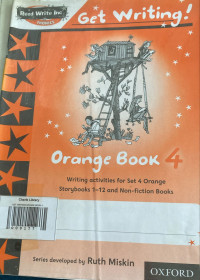 Read Write Inc.
Get Writing!
Orange Book 4
Writing activities for Set 4 Orange
Storybooks 1–12 and Non-fiction Books
Series developed by Ruth Miskin
OXFORD